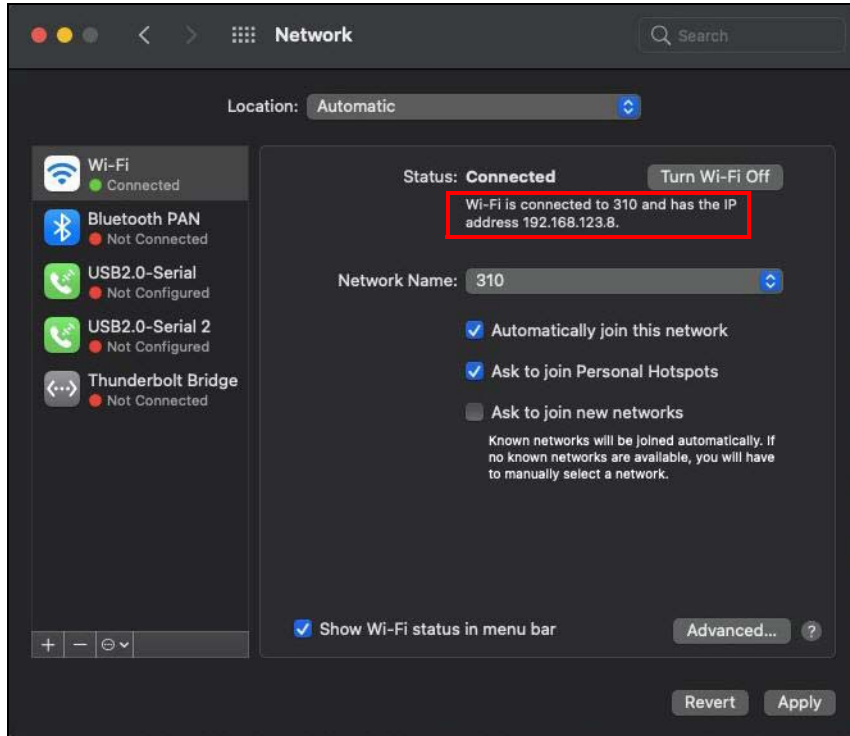 Network
Search
Location: Automatic
Wi-Fi
Connected
Bluetooth PAN
Not Connected
USB2.0-Serial
Not Configured
USB2.0-Serial 2
Not Configured
Thunderbolt Bridge
Not Connected
Status: Connected
Turn Wi-Fi Off
Wi-Fi is connected to 310 and has the IP
address 192.168.123.8.
Network Name: 310
Automatically join this network
Ask to join Personal Hotspots
Ask to join new networks
Known networks will be joined automatically. If
no known networks are available, you will have
to manually select a network.
Show Wi-Fi status in menu bar
Advanced...
?
Revert
Apply